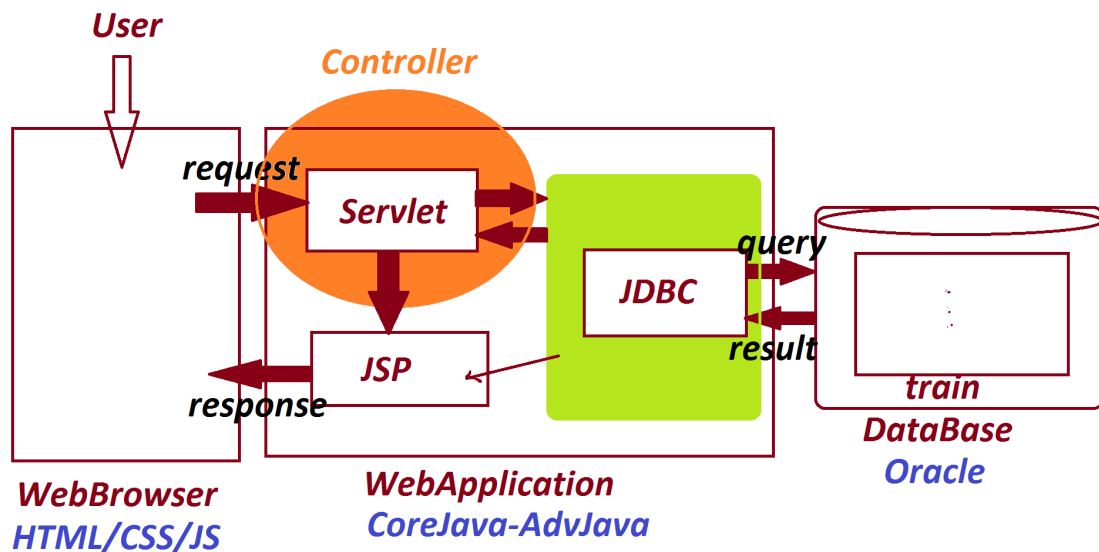 User
Controller
request
Servlet
query
JDBC
result
JSP
response
train
DataBase
Oracle
WebApplication
CoreJava-AdvJava
WebBrowser
HTML/CSS/JS